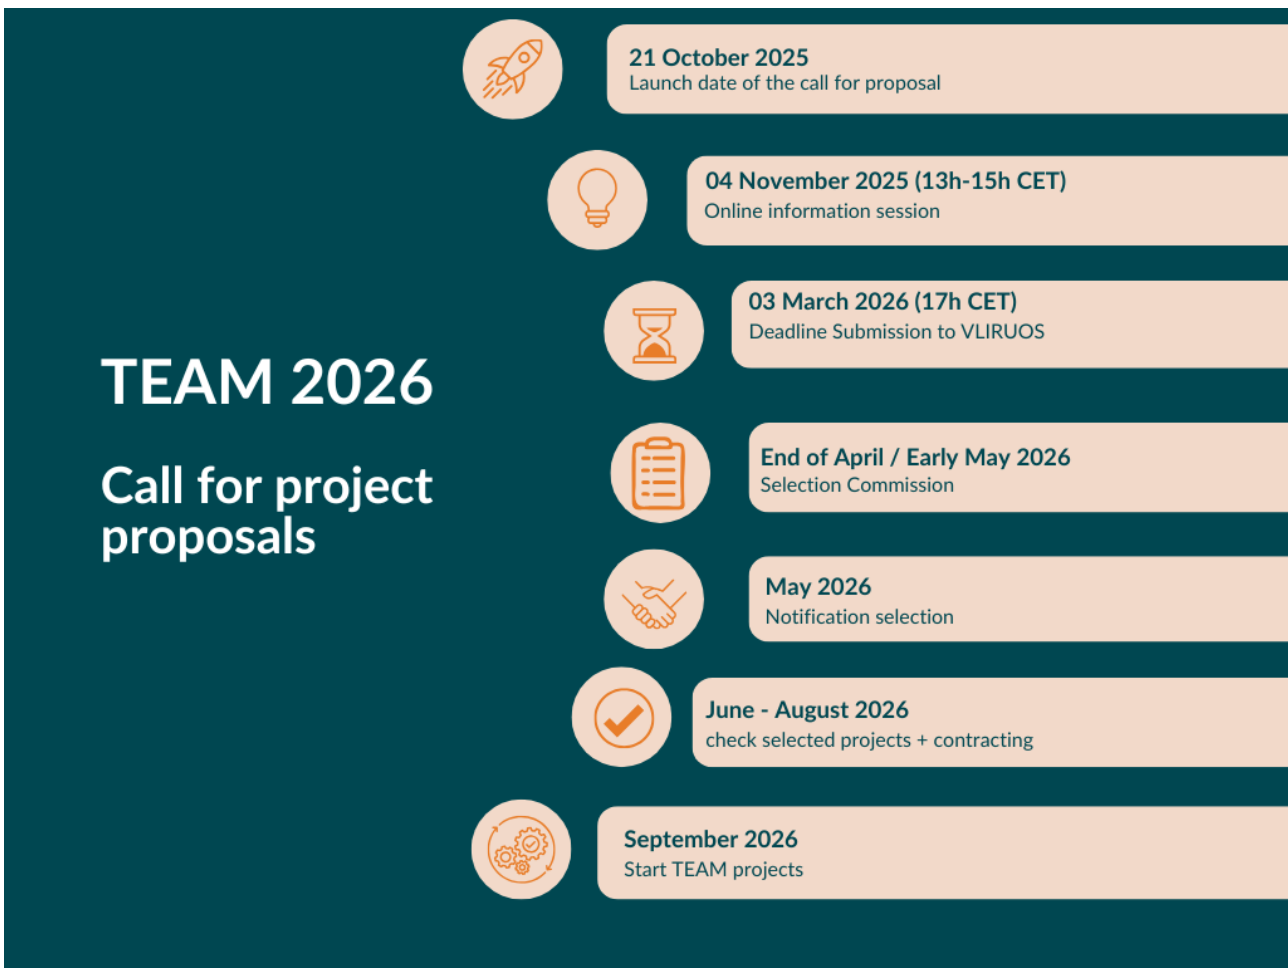 TEAM 2026
Call for project
proposals
21 October 2025
Launch date of the call for proposal
04 November 2025 (13h-15h CET)
Online information session
03 March 2026 (17h CET)
Deadline Submission to VLIRUOS
End of April / Early May 2026
Selection Commission
May 2026
Notification selection
June - August 2026
check selected projects + contracting
September 2026
Start TEAM projects